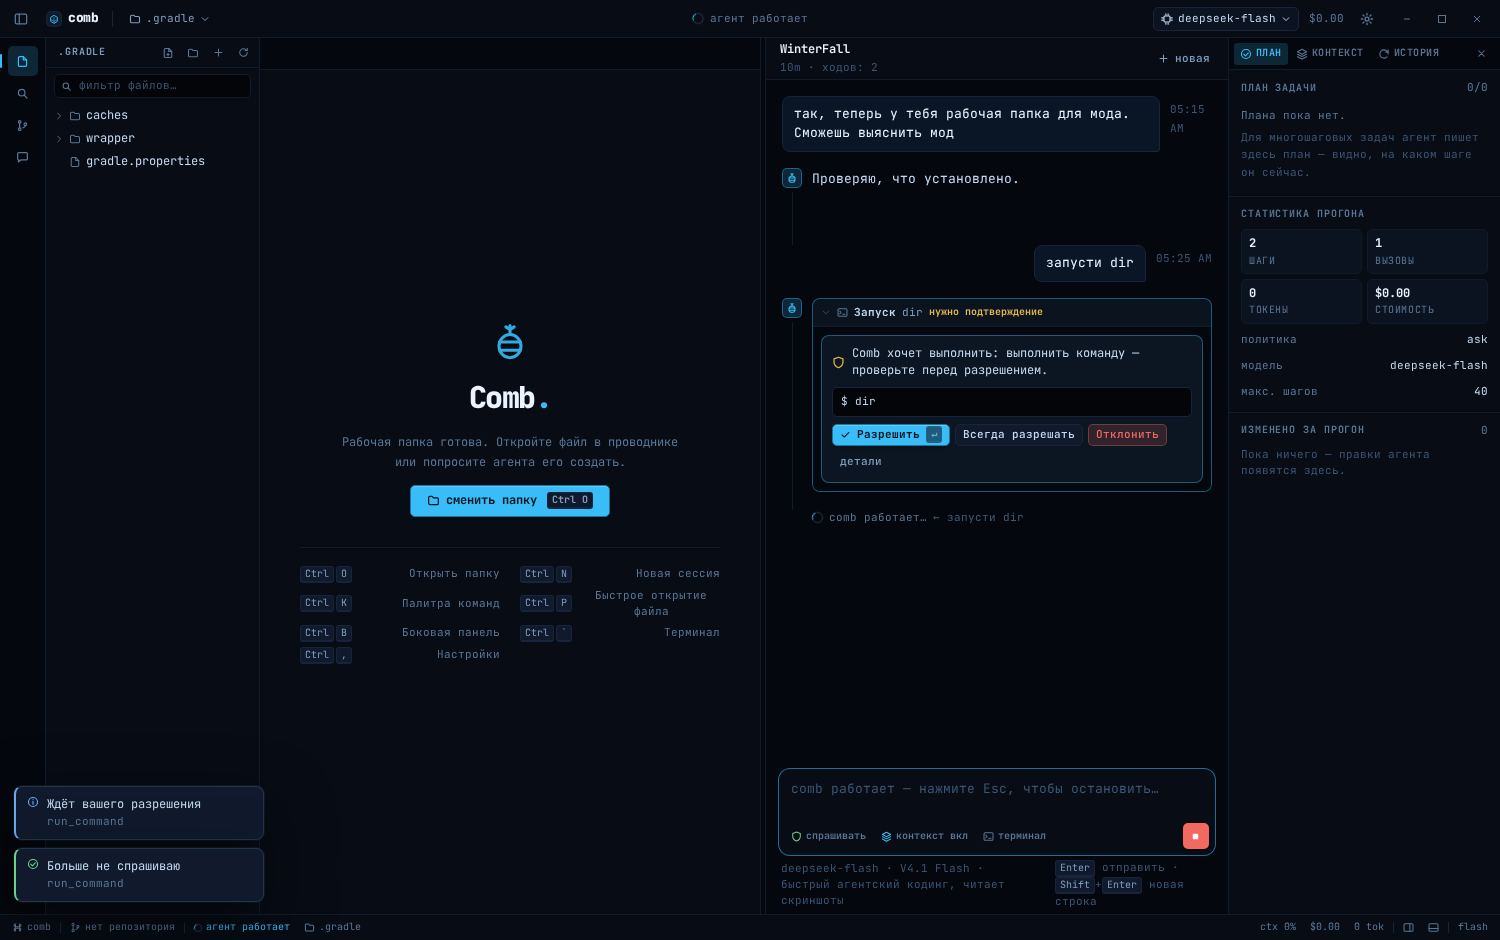 comb
.gradle
агент работает
deepseek-flash
$0.00
.GRADLE
фильтр файлов…
caches
wrapper
gradle.properties
Comb.
Рабочая папка готова. Откройте файл в проводнике
или попросите агента его создать.
сменить папку Ctrl O
Ctrl O Открыть папку Ctrl N Новая сессия
Ctrl K Палитра команд Ctrl P Быстрое открытие
файла
Ctrl B Боковая панель Ctrl ` Терминал
Ctrl , Настройки
Ждёт вашего разрешения
run_command
Больше не спрашиваю
run_command
WinterFall
10m · ходов: 2
+ новая
так, теперь у тебя рабочая папка для мода.
Сможешь выяснить мод
05:15
AM
Проверяю, что установлено.
запусти dir
05:25 AM
Запуск dir нужно подтверждение
Comb хочет выполнить: выполнить команду —
проверьте перед разрешением.
$ dir
Разрешить ↵ Всегда разрешать Отклонить
детали
comb работает… ← запусти dir
comb работает — нажмите Esc, чтобы остановить…
спрашивать контекст вкл терминал
deepseek-flash · V4.1 Flash ·
быстрый агентский кодинг, читает
скриншоты
Enter отправить ·
Shift+Enter новая
строка
ПЛАН КОНТЕКСТ ИСТОРИЯ
ПЛАН ЗАДАЧИ 0/0
Плана пока нет.
Для многошаговых задач агент пишет
здесь план — видно, на каком шаге
он сейчас.
СТАТИСТИКА ПРОГОНА
2
ШАГИ
1
ВЫЗОВЫ
0
ТОКЕНЫ
$0.00
СТОИМОСТЬ
политика ask
модель deepseek-flash
макс. шагов 40
ИЗМЕНЕНО ЗА ПРОГОН 0
Пока ничего — правки агента
появятся здесь.
comb нет репозитория агент работает .gradle
ctx 0% $0.00 0 tok flash